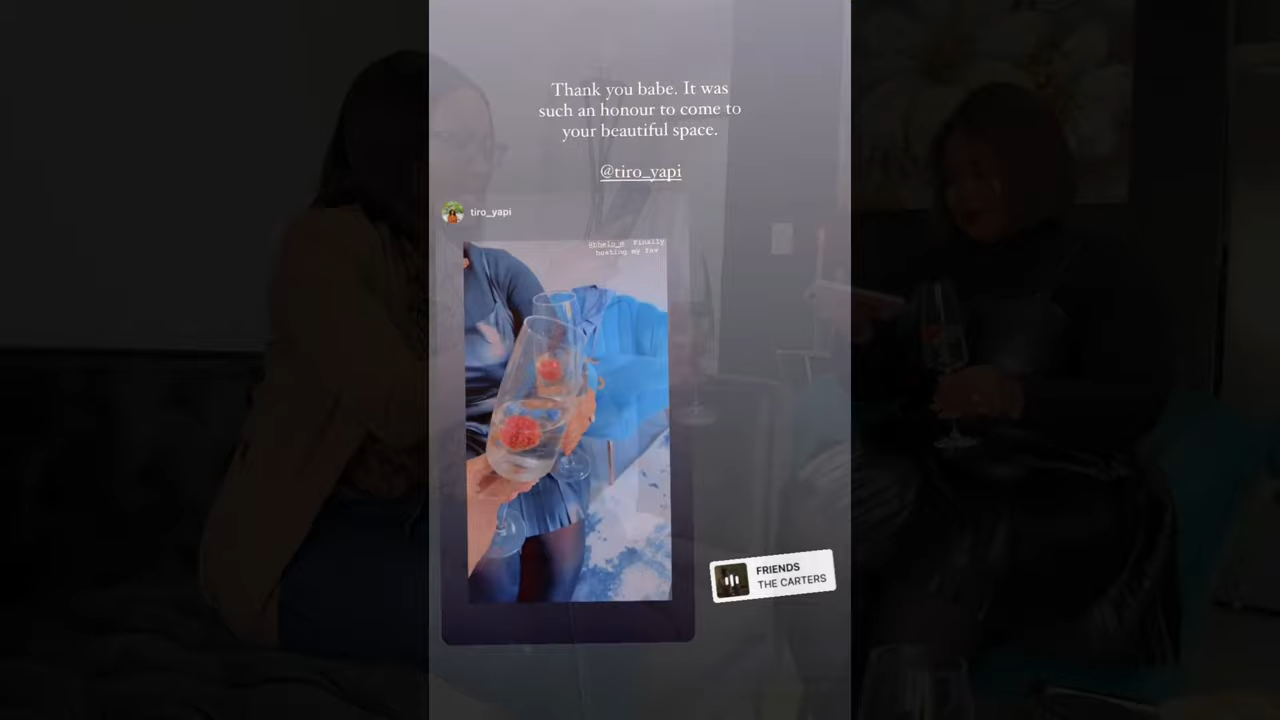 Thank you babe. It was
such an honour to come to
your beautiful space.
@tiro_yapi
tiro_yapi
Finally
hosting my fav
FRIENDS
THE CARTERS